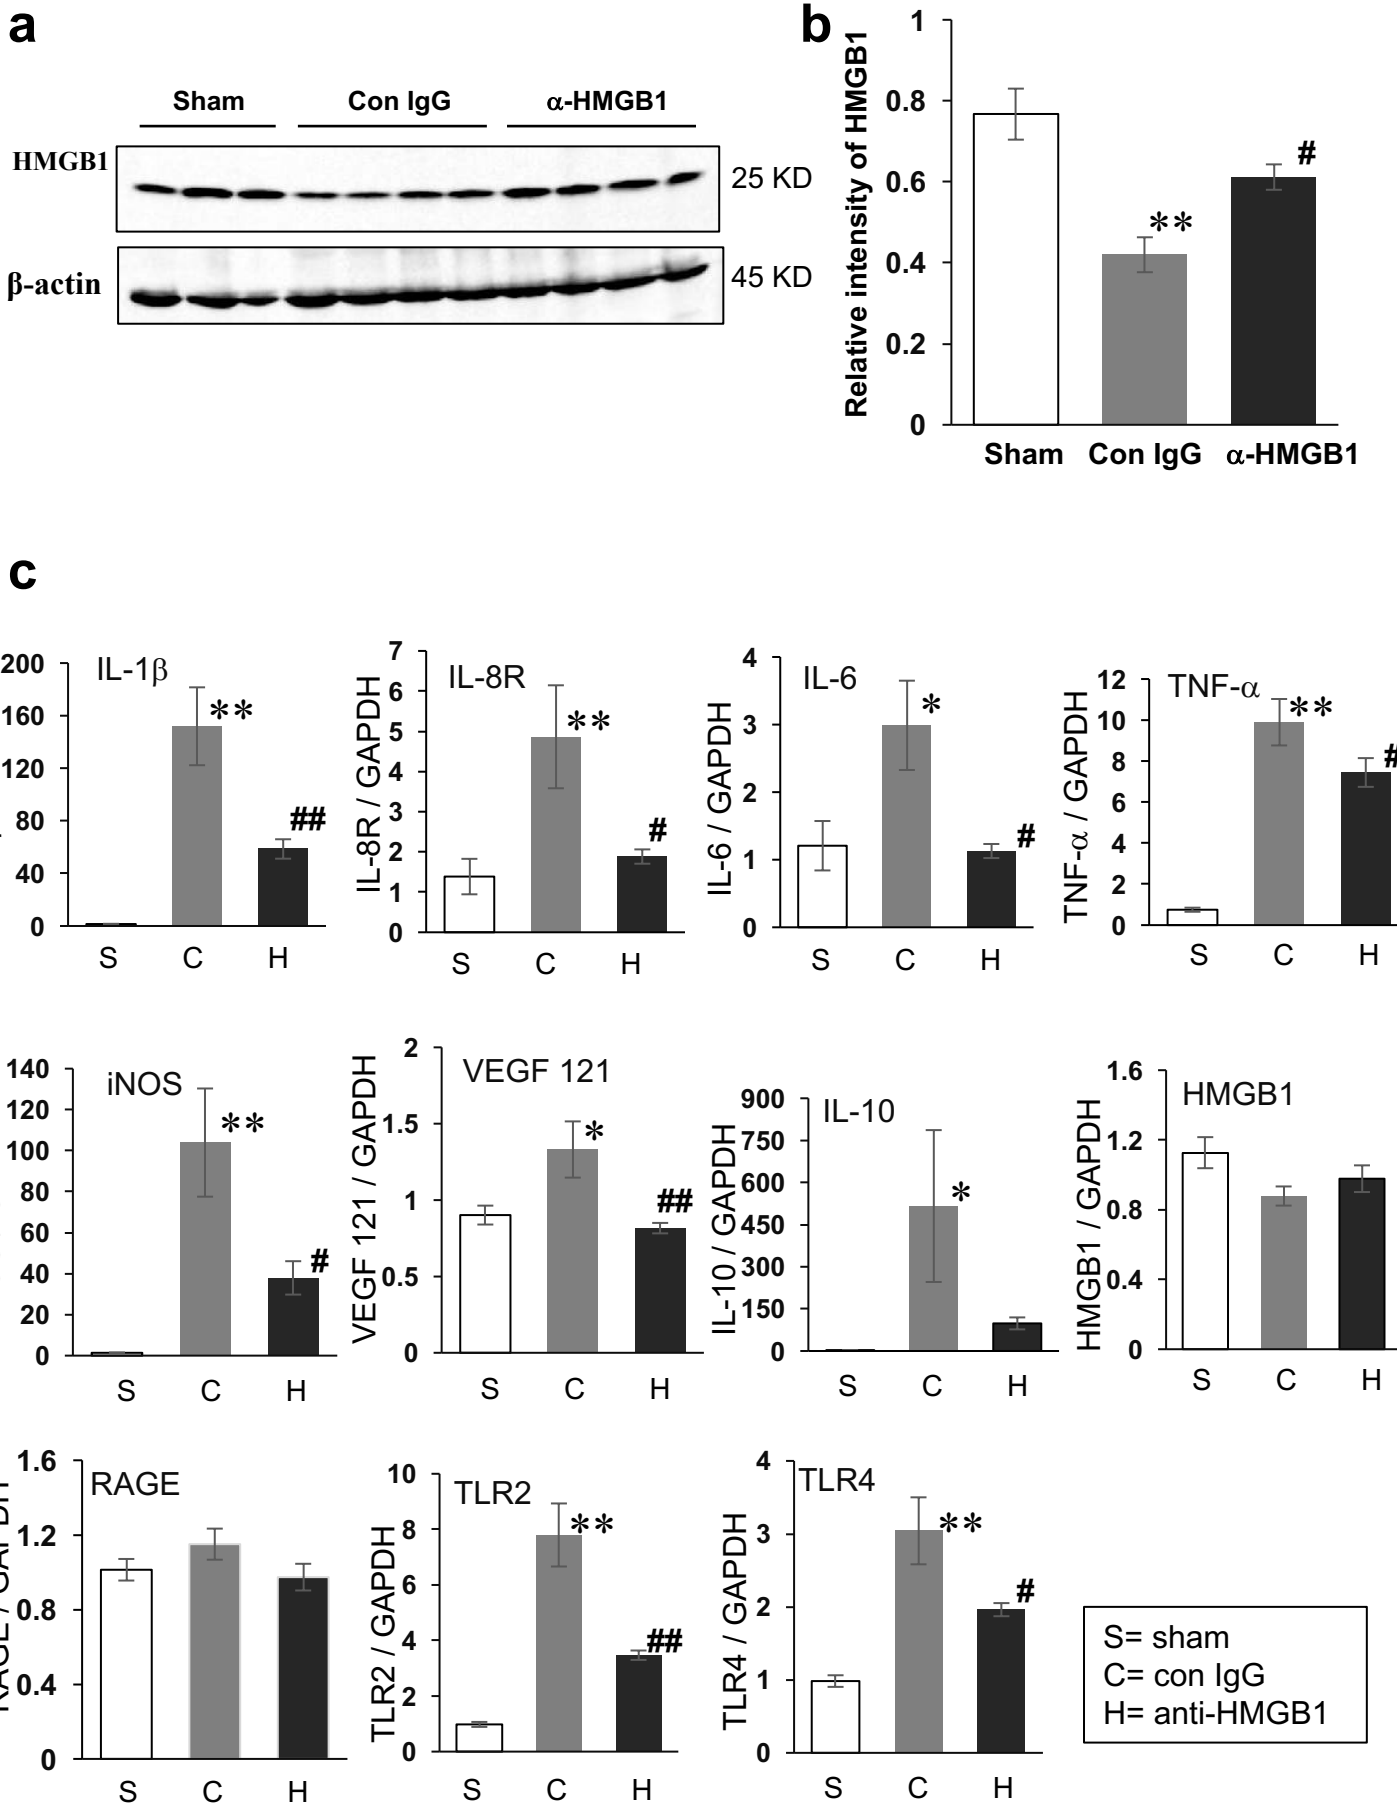 a
Sham Con IgG α-HMGB1
HMGB1
25 KD
β-actin
45 KD
b
Relative intensity of HMGB1
1
0.8
0.6
0.4
0.2
0
**
#
Sham Con IgG α-HMGB1
c
IL-1β
200
160
120
80
40
0
**
##
S C H
IL-8R
IL-8R / GAPDH
7
6
5
4
3
2
1
0
**
#
S C H
IL-6
IL-6 / GAPDH
4
3
2
1
0
*
#
S C H
TNF-α
TNF-α / GAPDH
12
10
8
6
4
2
0
**
#
S C H
iNOS
140
120
100
80
60
40
20
0
**
#
S C H
VEGF 121
VEGF 121 / GAPDH
2
1.5
1
0.5
0
*
##
S C H
IL-10
IL-10 / GAPDH
900
750
600
450
300
150
0
*
S C H
HMGB1
HMGB1 / GAPDH
1.6
1.2
0.8
0.4
0
S C H
RAGE
RAGE / GAPDH
1.6
1.2
0.8
0.4
0
S C H
TLR2
TLR2 / GAPDH
10
8
6
4
2
0
**
##
S C H
TLR4
TLR4 / GAPDH
4
3
2
1
0
**
#
S C H
S= sham
C= con IgG
H= anti-HMGB1